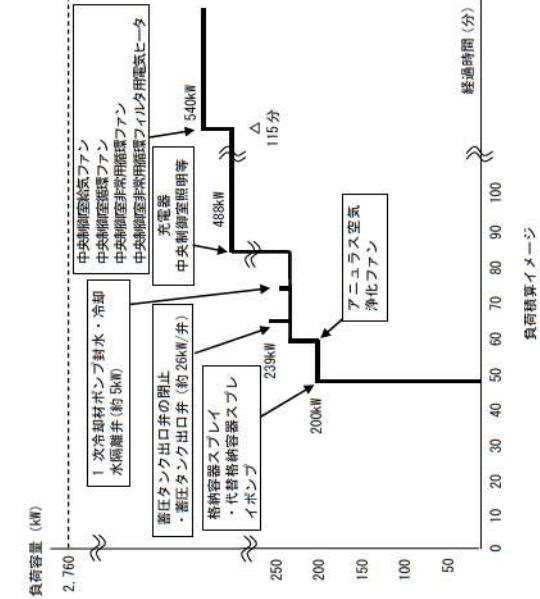 負荷容量 (kW)
2,760
250
200
150
100
50
0
10
20
30
40
50
60
70
80
90
100
経過時間 (分)
負荷積算イメージ
1次冷却材ポンプ封水・冷却
水隔離弁(約5kW)
蓄圧タンク出口弁の閉止
・蓄圧タンク出口弁(約26kW/弁)
格納容器スプレイ
・代替格納容器スプレ
イポンプ
200kW
239kW
アニュラス空気
浄化ファン
中央制御室給気ファン
中央制御室循環ファン
中央制御室非常用循環ファン
中央制御室非常用循環フィルタ用電気ヒータ
充電器
中央制御室照明等
488kW
540kW
△
115分